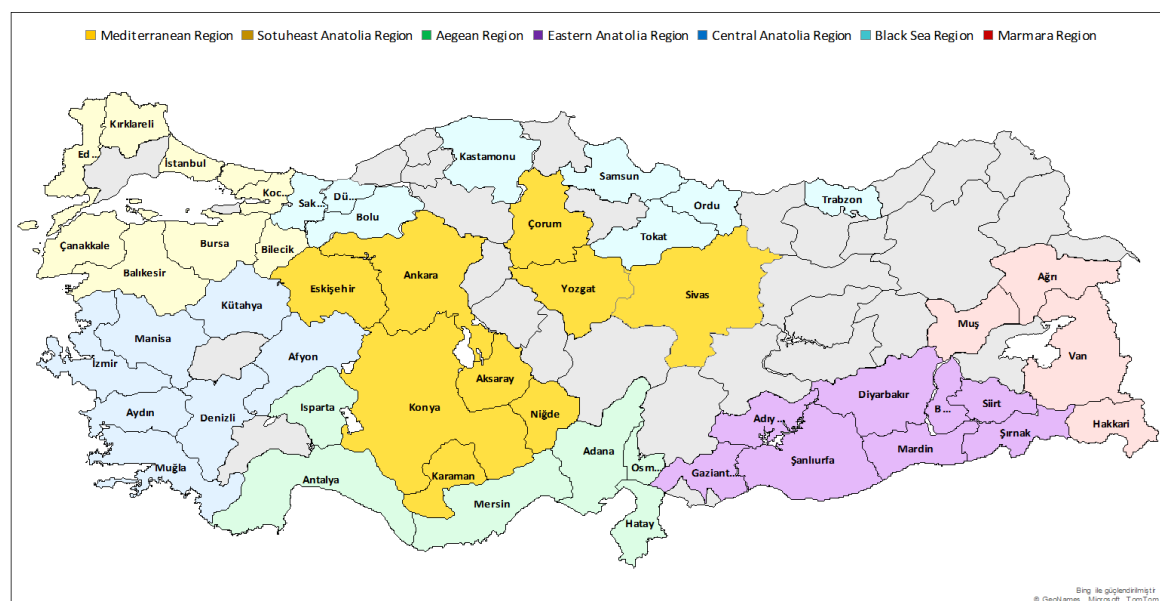 Mediterranean Region Sotuheast Anatolia Region Aegean Region Eastern Anatolia Region Central Anatolia Region Black Sea Region Marmara Region
Kırklareli
Ed ...
İstanbul
Koc...
Kastamonu
Samsun
Ordu
Trabzon
Sak ...
Dü ...
Bolu
Çorum
Tokat
Çanakkale
Bursa
Bilecik
Balıkesir
Ankara
Eskişehir
Yozgat
Sivas
Ağrı
Kütahya
Muş
Manisa
Van
Afyon
İzmir
Aksaray
Diyarbakır
Isparta
Konya
Niğde
Adıy ...
B ...
Siirt
Aydın
Denizli
Hakkari
Şırnak
Mardin
Adana
Şanlıurfa
Muğla
Osm ...
Gaziant ...
Antalya
Karaman
Mersin
Hatay
Bing ile güçlendirilmiştir
© GeoNames, Microsoft, TomTom